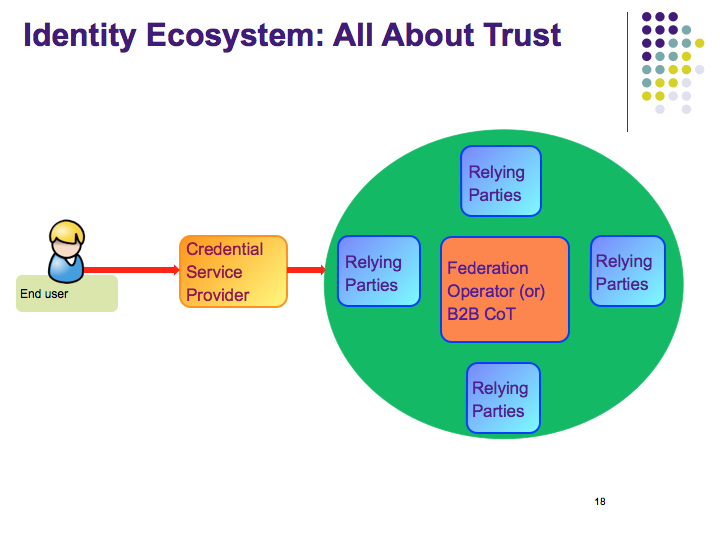 Identity Ecosystem: All About Trust
Relying
Parties
End user
Credential
Service
Provider
Relying
Parties
Federation
Operator (or)
B2B CoT
Relying
Parties
Relying
Parties
18